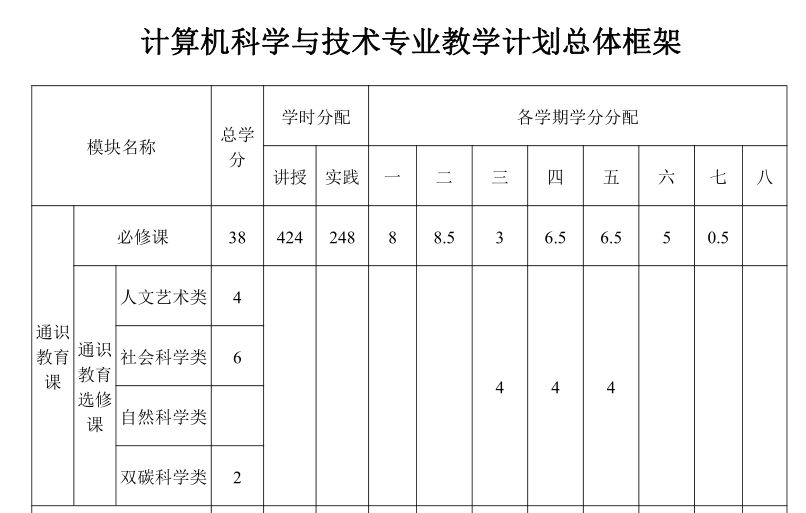 计算机科学与技术专业教学计划总体框架
模块名称 总学分 学时分配 各学期学分分配
讲授 实践 一 二 三 四 五 六 七 八
通识教育课
必修课 38 424 248 8 8.5 3 6.5 6.5 5 0.5
通识教育选修课
人文艺术类 4
社会科学类 6
4 4 4
自然科学类
双碳科学类 2